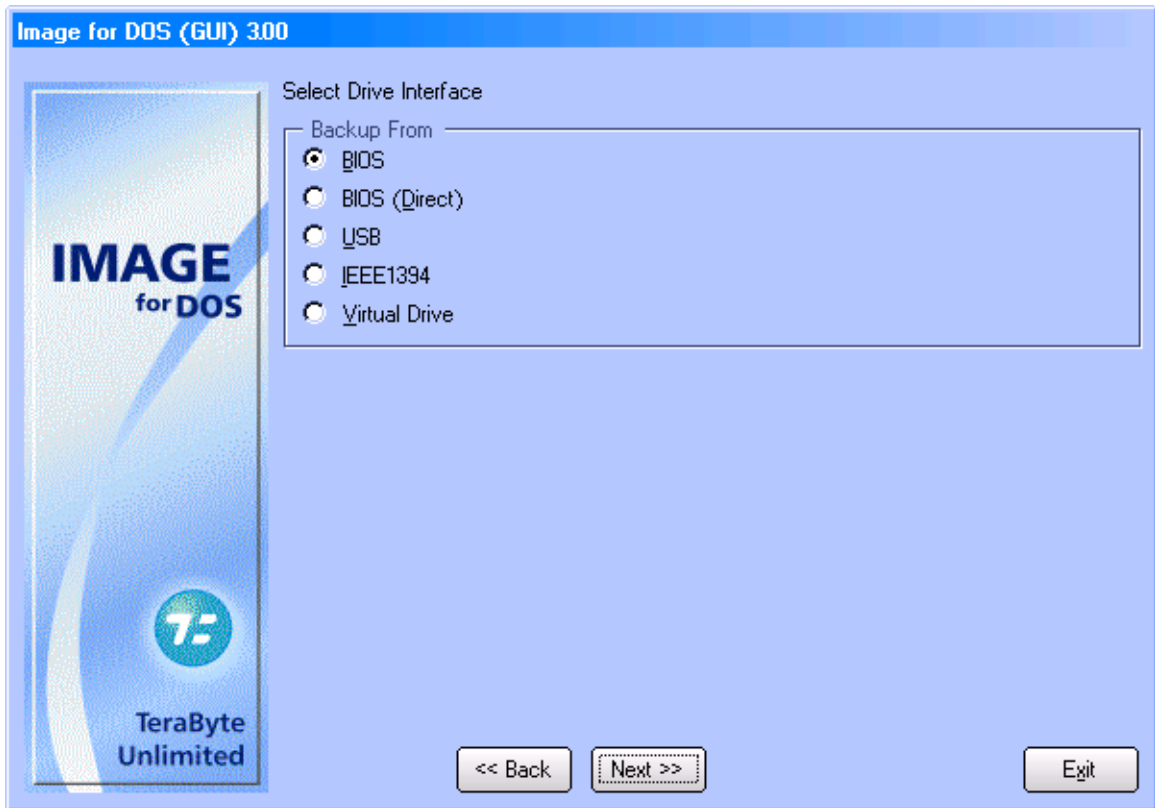 Image for DOS (GUI) 3.00
Select Drive Interface
Backup From
BIOS
BIOS (Direct)
USB
IEEE1394
Virtual Drive
IMAGE
for DOS
TeraByte
Unlimited
<< Back
Next >>
Exit